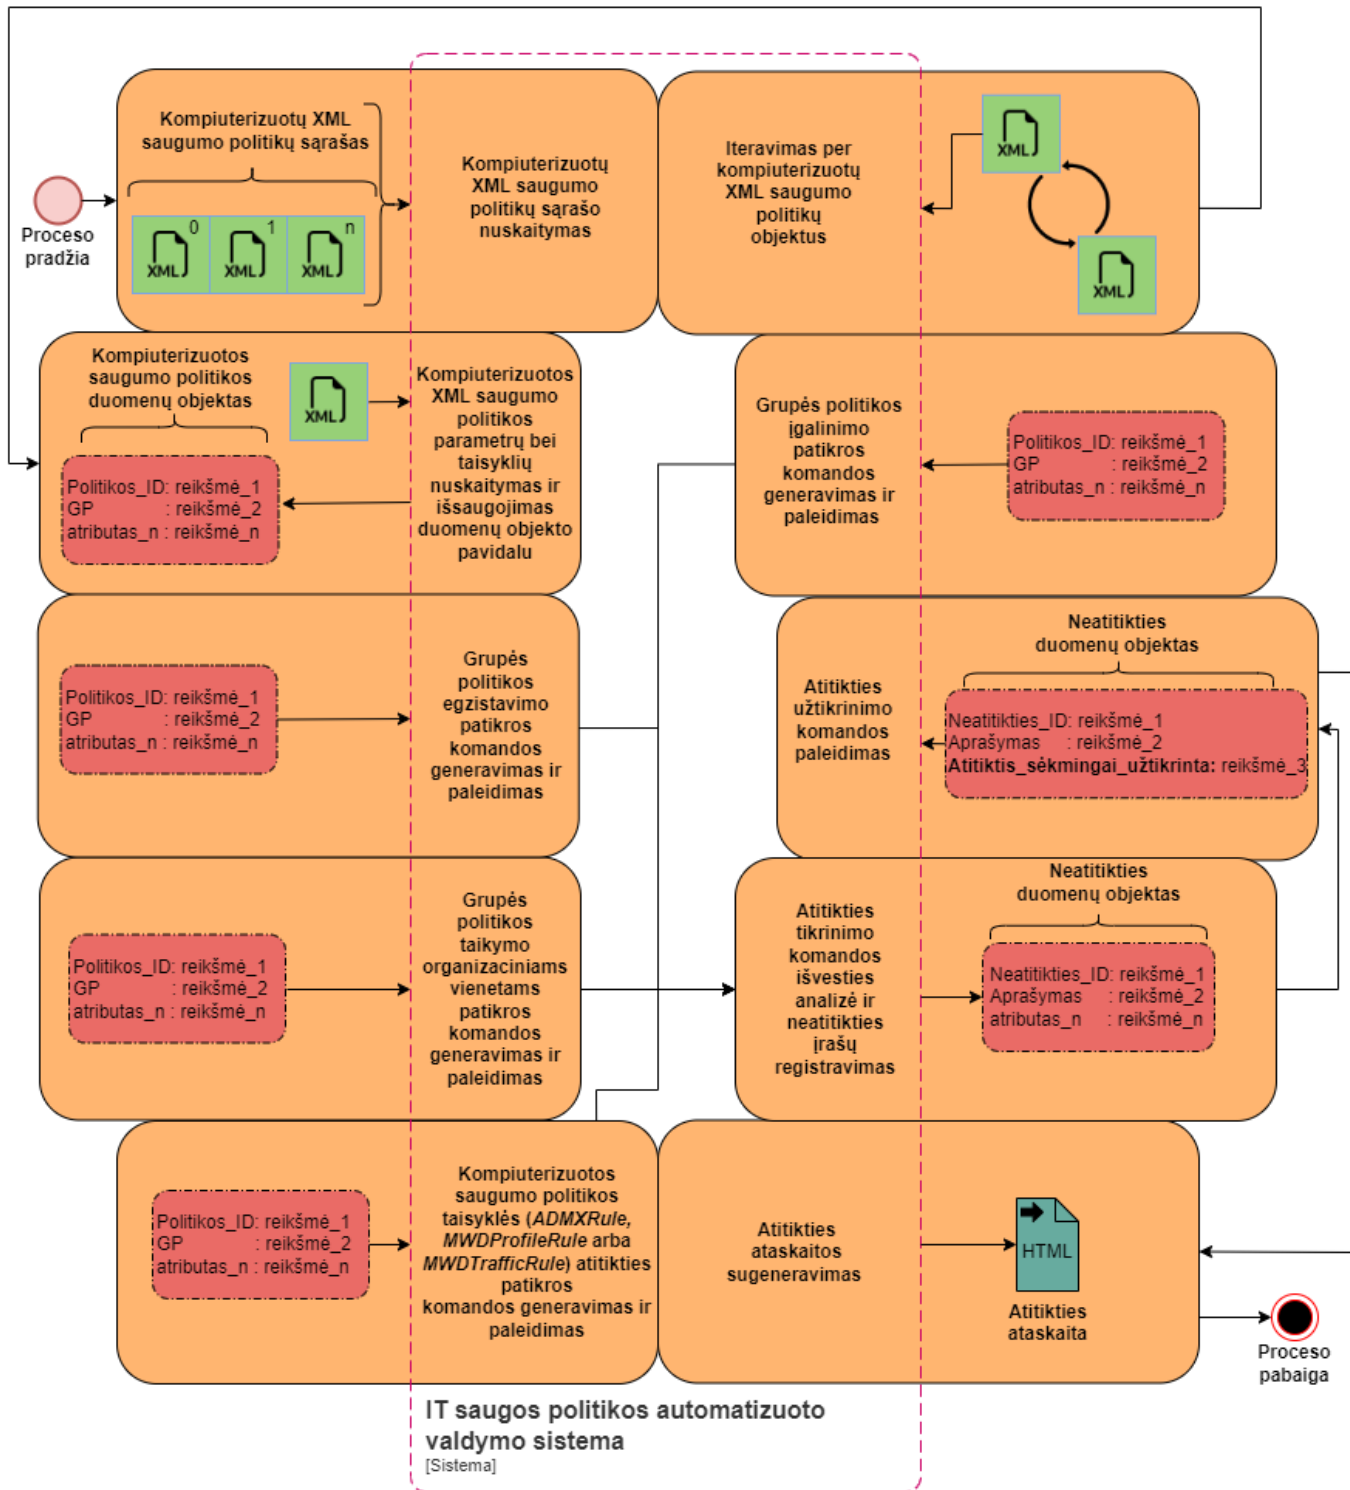 Proceso
pradžia
Kompiuterizuotų XML
saugumo politikų sąrašas
XML
0
XML
1
XML
n
Kompiuterizuotų
XML saugumo
politikų sąrašo
nuskaitymas
Iteravimas per
kompiuterizuotų
XML saugumo
politikų
objektus
XML
XML
Kompiuterizuotos
saugumo politikos
duomenų objektas
XML
Politikos_ID: reikšmė_1
GP : reikšmė_2
atributas_n : reikšmė_n
Kompiuterizuotos
XML saugumo
politikos
parametrų bei
taisyklių
nuskaitymas ir
išsaugojimas
duomenų objekto
pavidalu
Grupės politikos
įgalinimo
patikros
komandos
generavimas ir
paleidimas
Politikos_ID: reikšmė_1
GP : reikšmė_2
atributas_n : reikšmė_n
Politikos_ID: reikšmė_1
GP : reikšmė_2
atributas_n : reikšmė_n
Grupės
politikos
egzistavimo
patikros
komandos
generavimas ir
paleidimas
Atitikties
užtikrinimo
komandos
paleidimas
Neatitikties
duomenų objektas
Neatitikties_ID: reikšmė_1
Aprašymas : reikšmė_2
Atitiktis_sėkmingai_užtikrinta: reikšmė_3
Politikos_ID: reikšmė_1
GP : reikšmė_2
atributas_n : reikšmė_n
Grupės
politikos
taikymo
organizaciniams
vienetams
patikros
komandos
generavimas ir
paleidimas
Atitikties
tikrinimo
komandos
išvesties
analizė ir
neatitikties
įrašų
registravimas
Neatitikties
duomenų objektas
Neatitikties_ID: reikšmė_1
Aprašymas : reikšmė_2
atributas_n : reikšmė_n
Politikos_ID: reikšmė_1
GP : reikšmė_2
atributas_n : reikšmė_n
Kompiuterizuotos
saugumo politikos
taisyklės (ADMXRule,
MWDProfileRule arba
MWDTrafficRule) atitikties
patikros
komandos generavimas ir
paleidimas
Atitikties
ataskaitos
sugeneravimas
HTML
Atitikties
ataskaita
Proceso
pabaiga
IT saugos politikos automatizuoto
valdymo sistema
[Sistema]